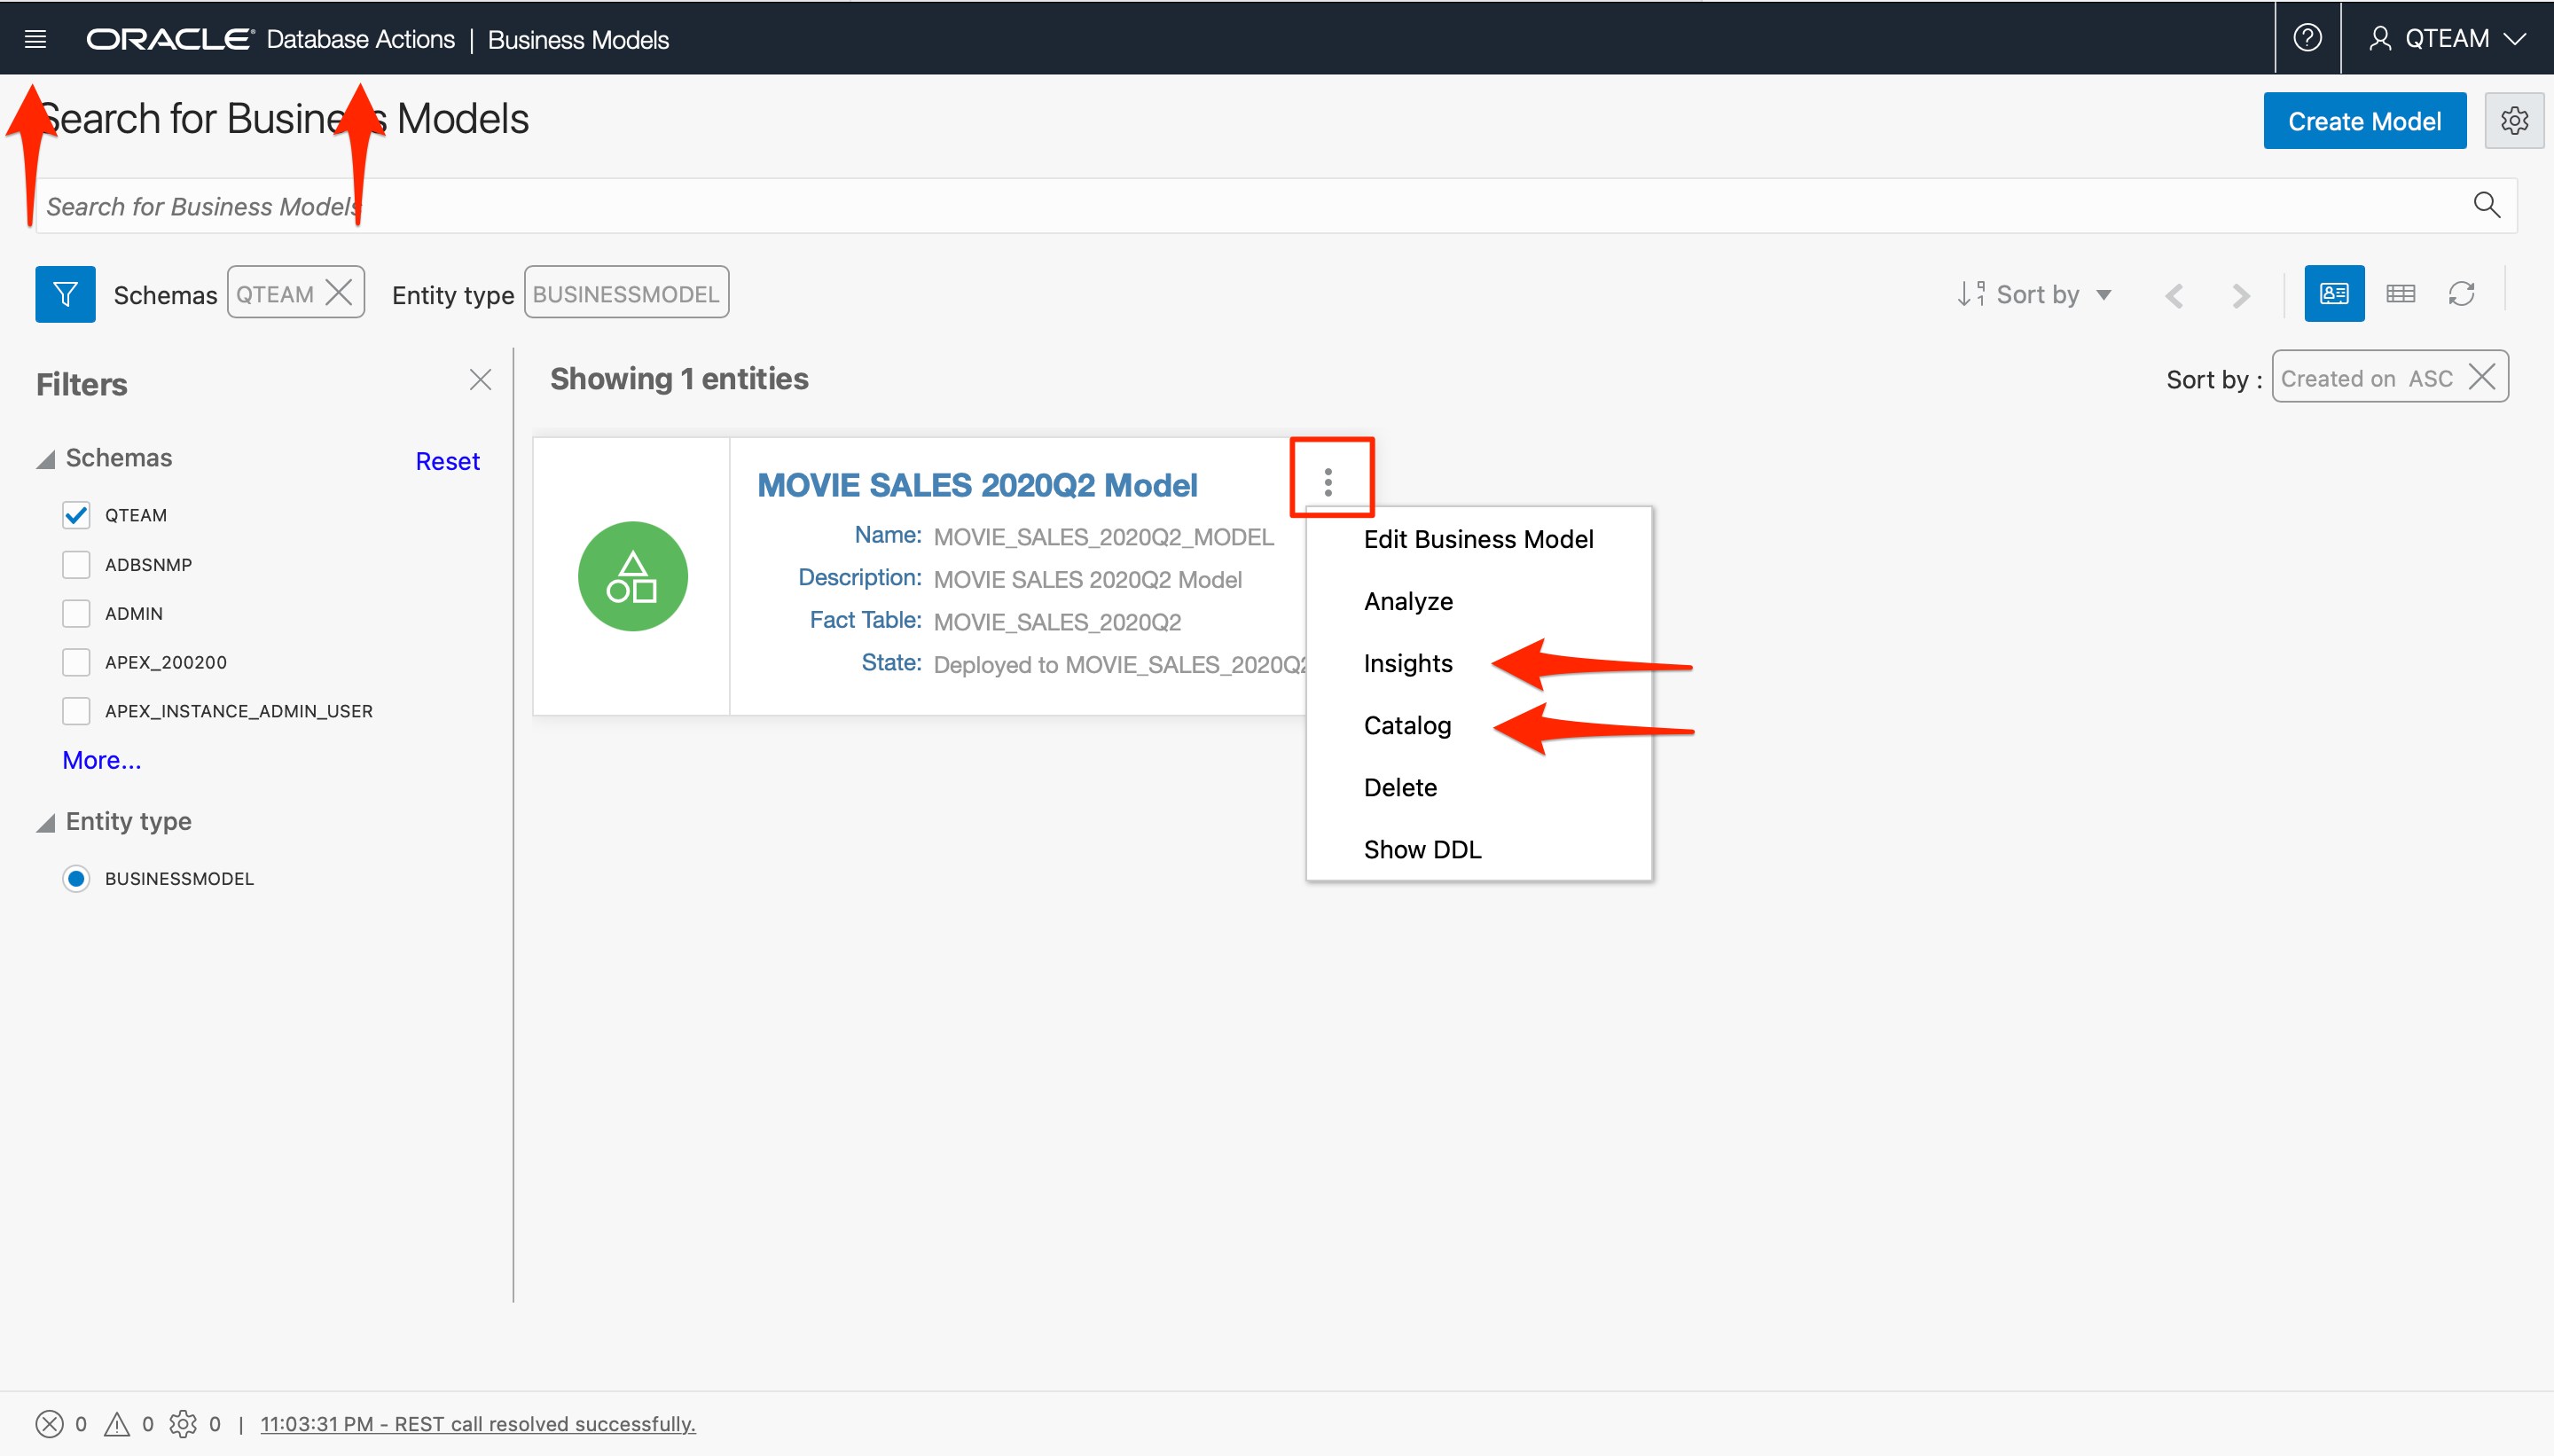 ORACLE Database Actions | Business Models
QTEAM
Search for Business Models
Create Model
Search for Business Models
Schemas QTEAM Entity type BUSINESSMODEL
Sort by
Filters
Showing 1 entities
Sort by : Created on ASC
Schemas
Reset
QTEAM
ADBSNMP
ADMIN
APEX_200200
APEX_INSTANCE_ADMIN_USER
More...
Entity type
BUSINESSMODEL
MOVIE SALES 2020Q2 Model
Name: MOVIE_SALES_2020Q2_MODEL
Description: MOVIE SALES 2020Q2 Model
Fact Table: MOVIE_SALES_2020Q2
State: Deployed to MOVIE_SALES_2020Q2
Edit Business Model
Analyze
Insights
Catalog
Delete
Show DDL
0 0 0 | 11:03:31 PM - REST call resolved successfully.